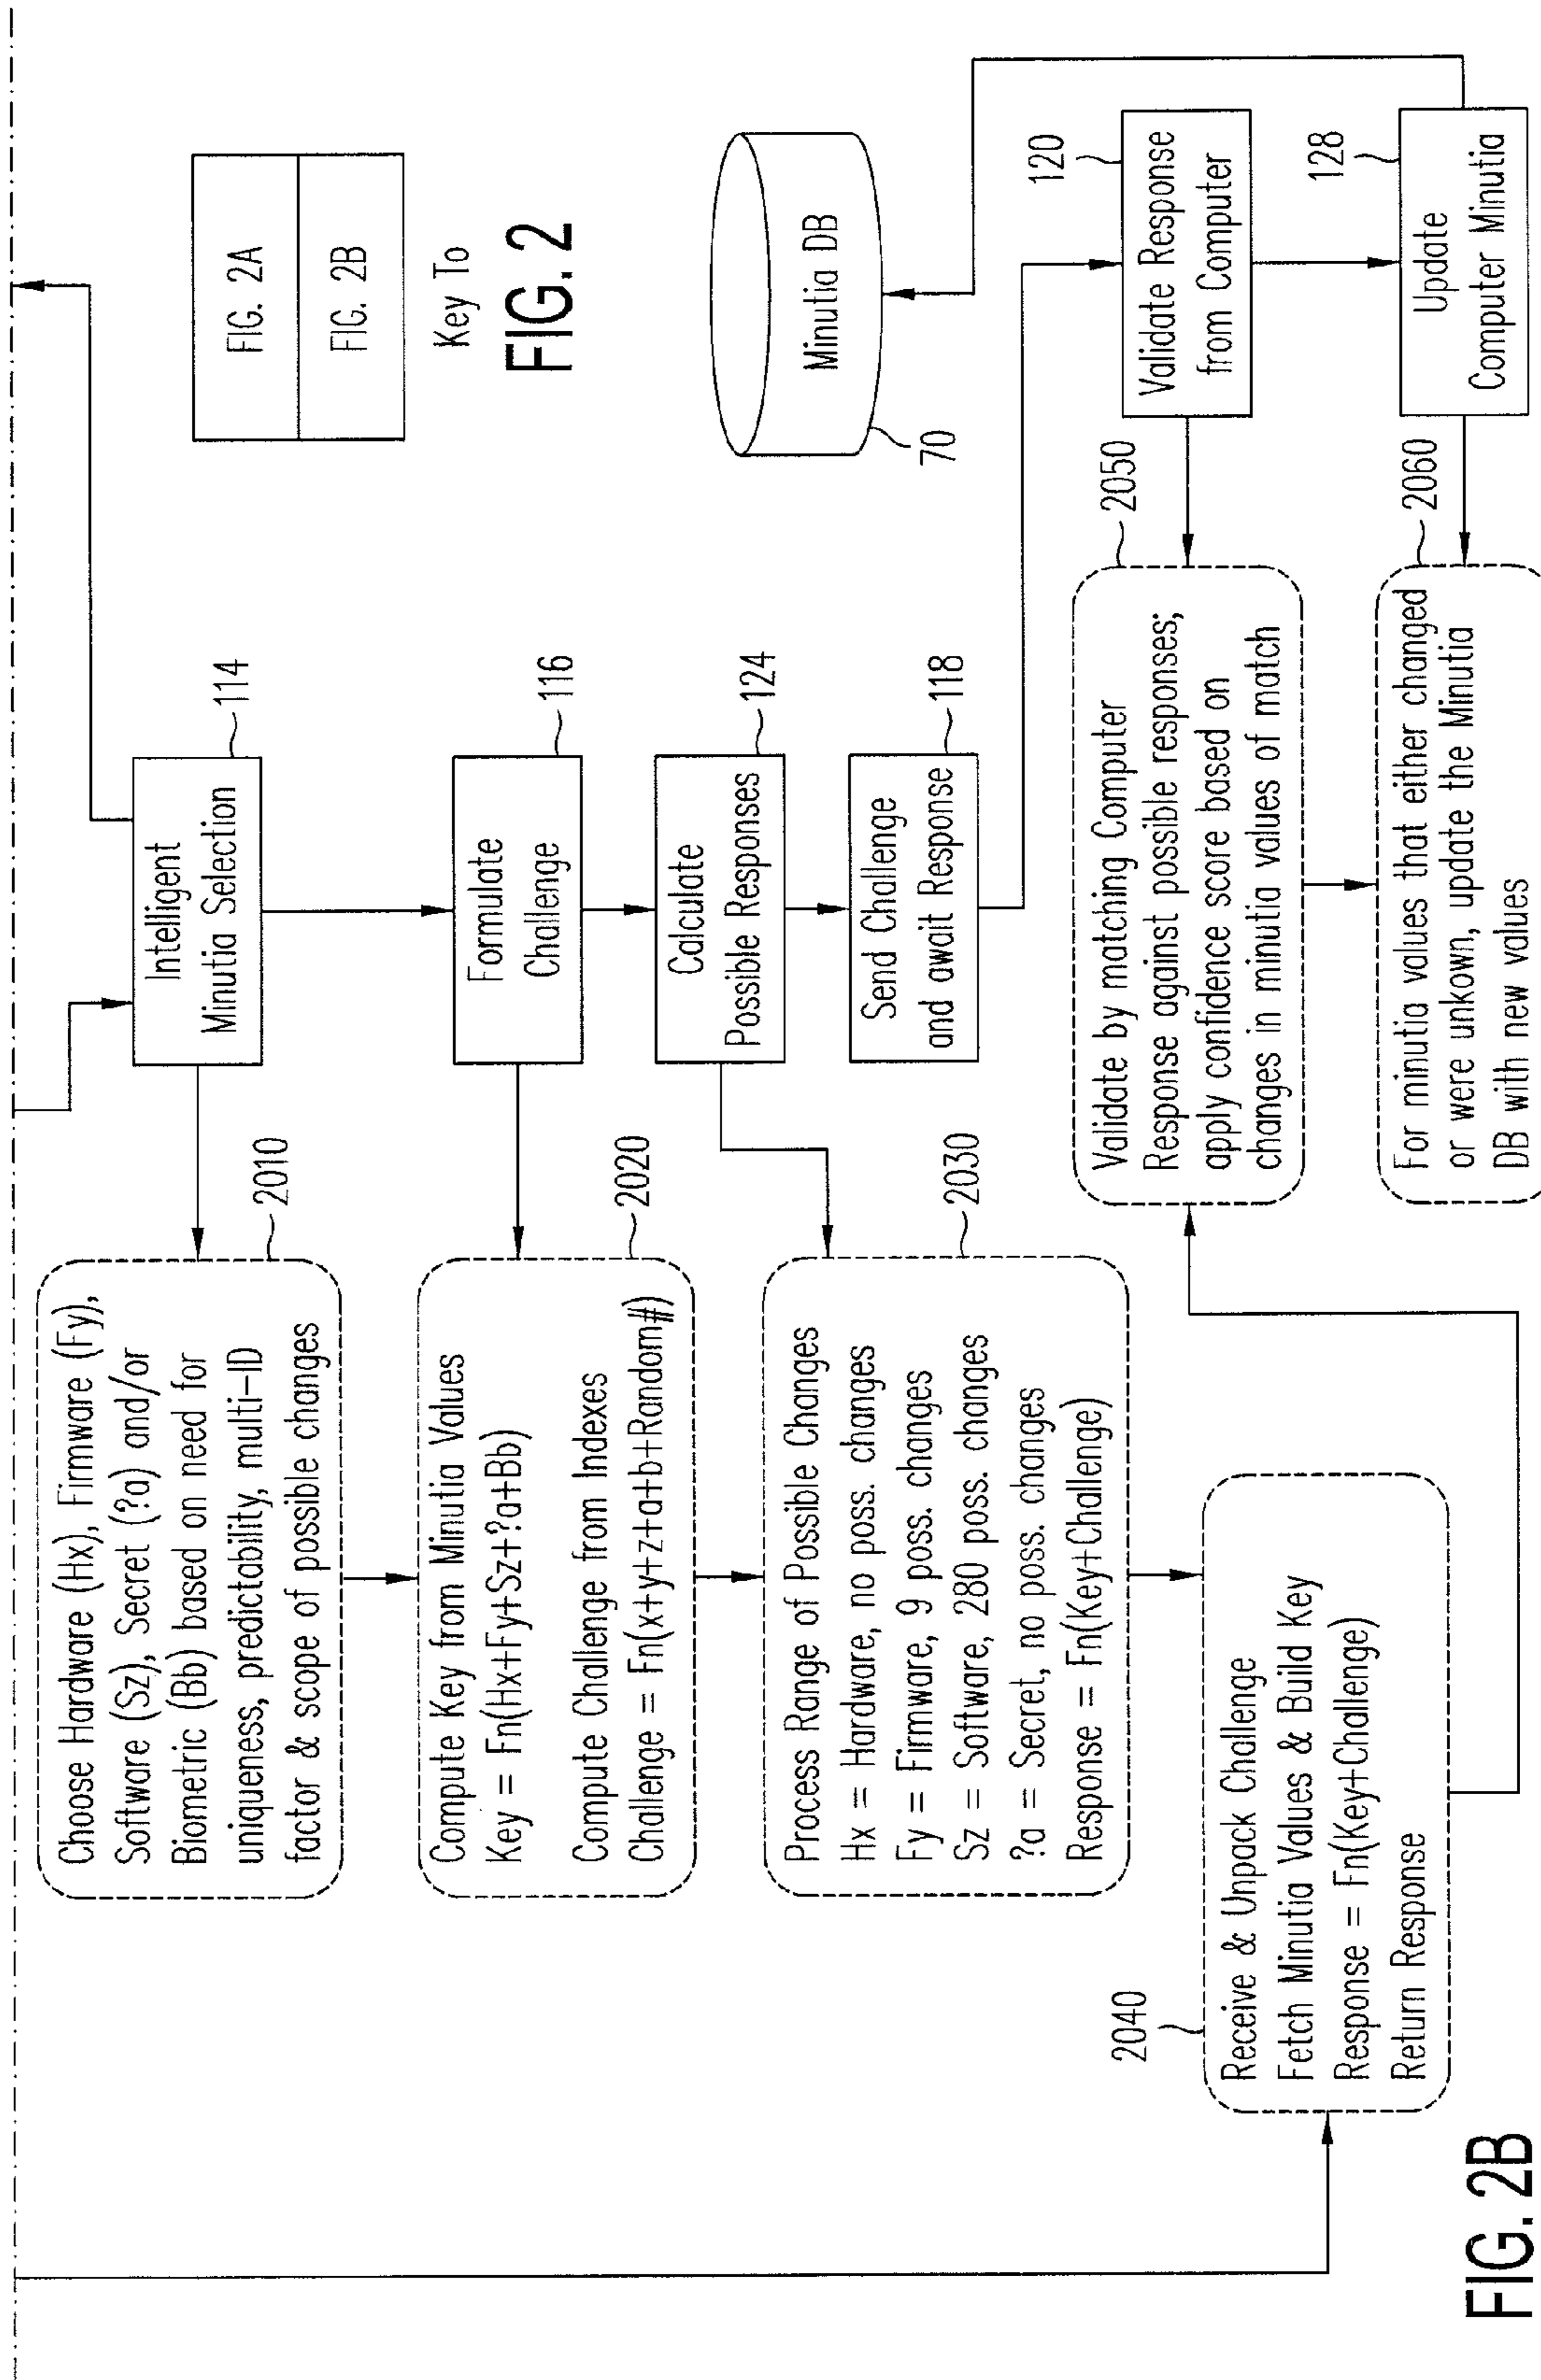 Choose Hardware (Hx), Firmware (Fy),
Software (Sz), Secret (?a) and/or
Biometric (Bb) based on need for
uniqueness, predictability, multi-ID
factor & scope of possible changes
2010
Intelligent
Minutia Selection
114
FIG. 2A
FIG. 2B
Key To
FIG. 2
Compute Key from Minutia Values
Key = Fn(Hx+Fy+Sz+?a+Bb)
Compute Challenge from Indexes
Challenge = Fn(x+y+z+a+b+Random#)
2020
Formulate
Challenge
116
Process Range of Possible Changes
Hx = Hardware, no poss. changes
Fy = Firmware, 9 poss. changes
Sz = Software, 280 poss. changes
?a = Secret, no poss. changes
Response = Fn(Key+Challenge)
2030
Calculate
Possible Responses
124
Send Challenge
and await Response
118
Minutia DB
70
2040
Receive & Unpack Challenge
Fetch Minutia Values & Build Key
Response = Fn(Key+Challenge)
Return Response
Validate by matching Computer
Response against possible responses;
apply confidence score based on
changes in minutia values of match
2050
Validate Response
from Computer
120
For minutia values that either changed
or were unkown, update the Minutia
DB with new values
2060
Update
Computer Minutia
128
FIG. 2B